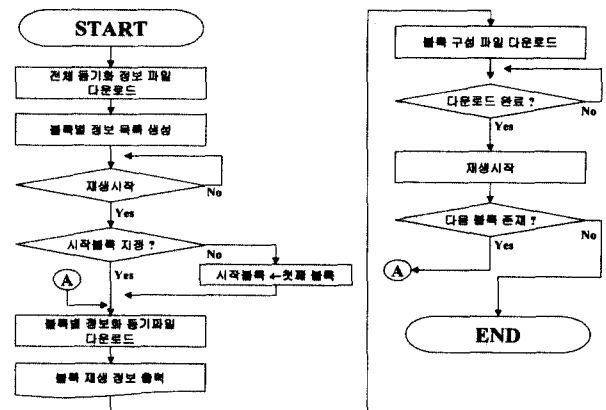 START
전체 동기화 정보 파일
다운로드
블록별 정보 목록 생성
재생시작
No
Yes
시작블록 지정 ?
No
Yes
시작블록 ←첫째 블록
A
블록별 정보화 동기파일
다운로드
블록 재생 정보 출력
블록 구성 파일 다운로드
다운로드 완료 ?
No
Yes
재생시작
다음 블록 존재 ?
No
Yes
A
END